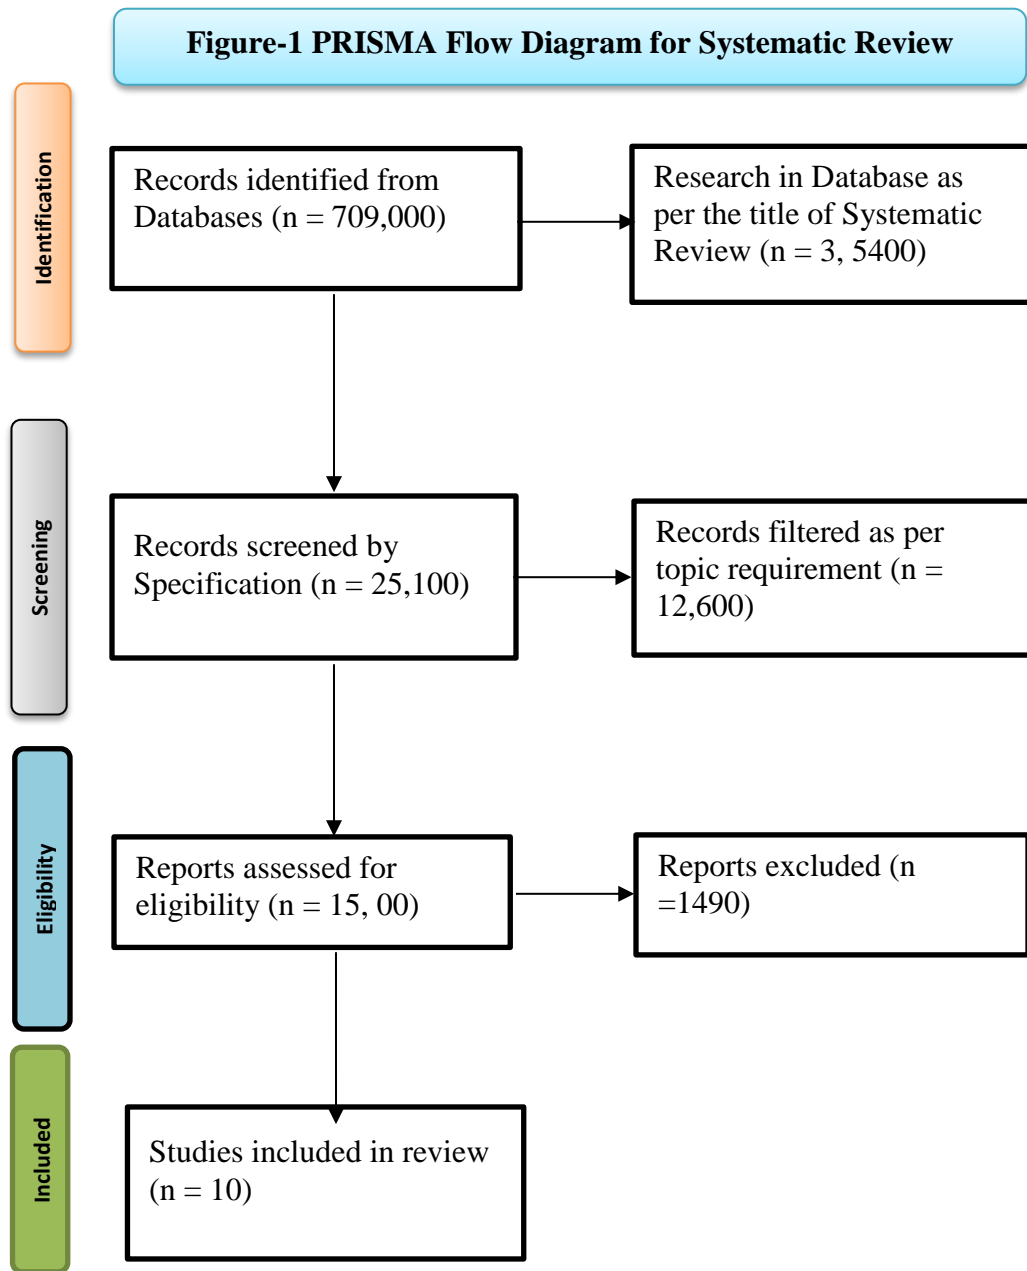 Figure-1 PRISMA Flow Diagram for Systematic Review
Identification
Records identified from
Databases (n = 709,000)
Research in Database as
per the title of Systematic
Review (n = 3, 5400)
Screening
Records screened by
Specification (n = 25,100)
Records filtered as per
topic requirement (n =
12,600)
Eligibility
Reports assessed for
eligibility (n = 15, 00)
Reports excluded (n
=1490)
Included
Studies included in review
(n = 10)